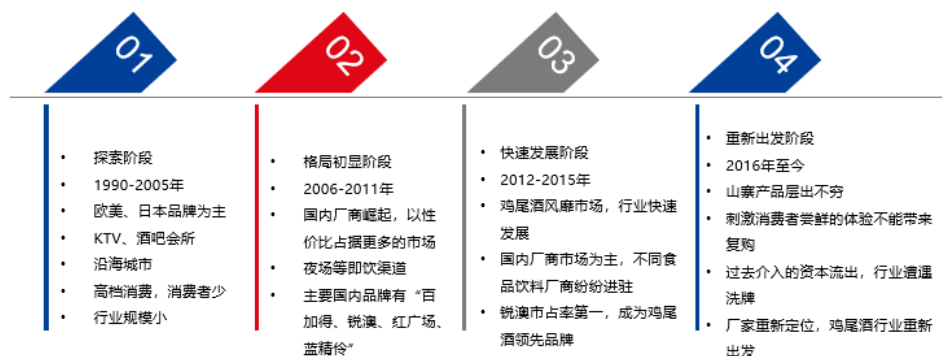 01
探索阶段
1990-2005年
欧美、日本品牌为主
KTV、酒吧会所
沿海城市
高档消费，消费者少
行业规模小
02
格局初显阶段
2006-2011年
国内厂商崛起，以性
价比占据更多的市场
夜场等即饮渠道
主要国内品牌有“百
加得、锐澳、红广场、
蓝精伶”
03
快速发展阶段
2012-2015年
鸡尾酒风靡市场，行业快速
发展
国内厂商市场为主，不同食
品饮料厂商纷纷进驻
锐澳市占率第一，成为鸡尾
酒领先品牌
04
重新出发阶段
2016年至今
山寨产品层出不穷
刺激消费者尝鲜的体验不能带来
复购
过去介入的资本流出，行业遭遇
洗牌
厂家重新定位，鸡尾酒行业重新
出发